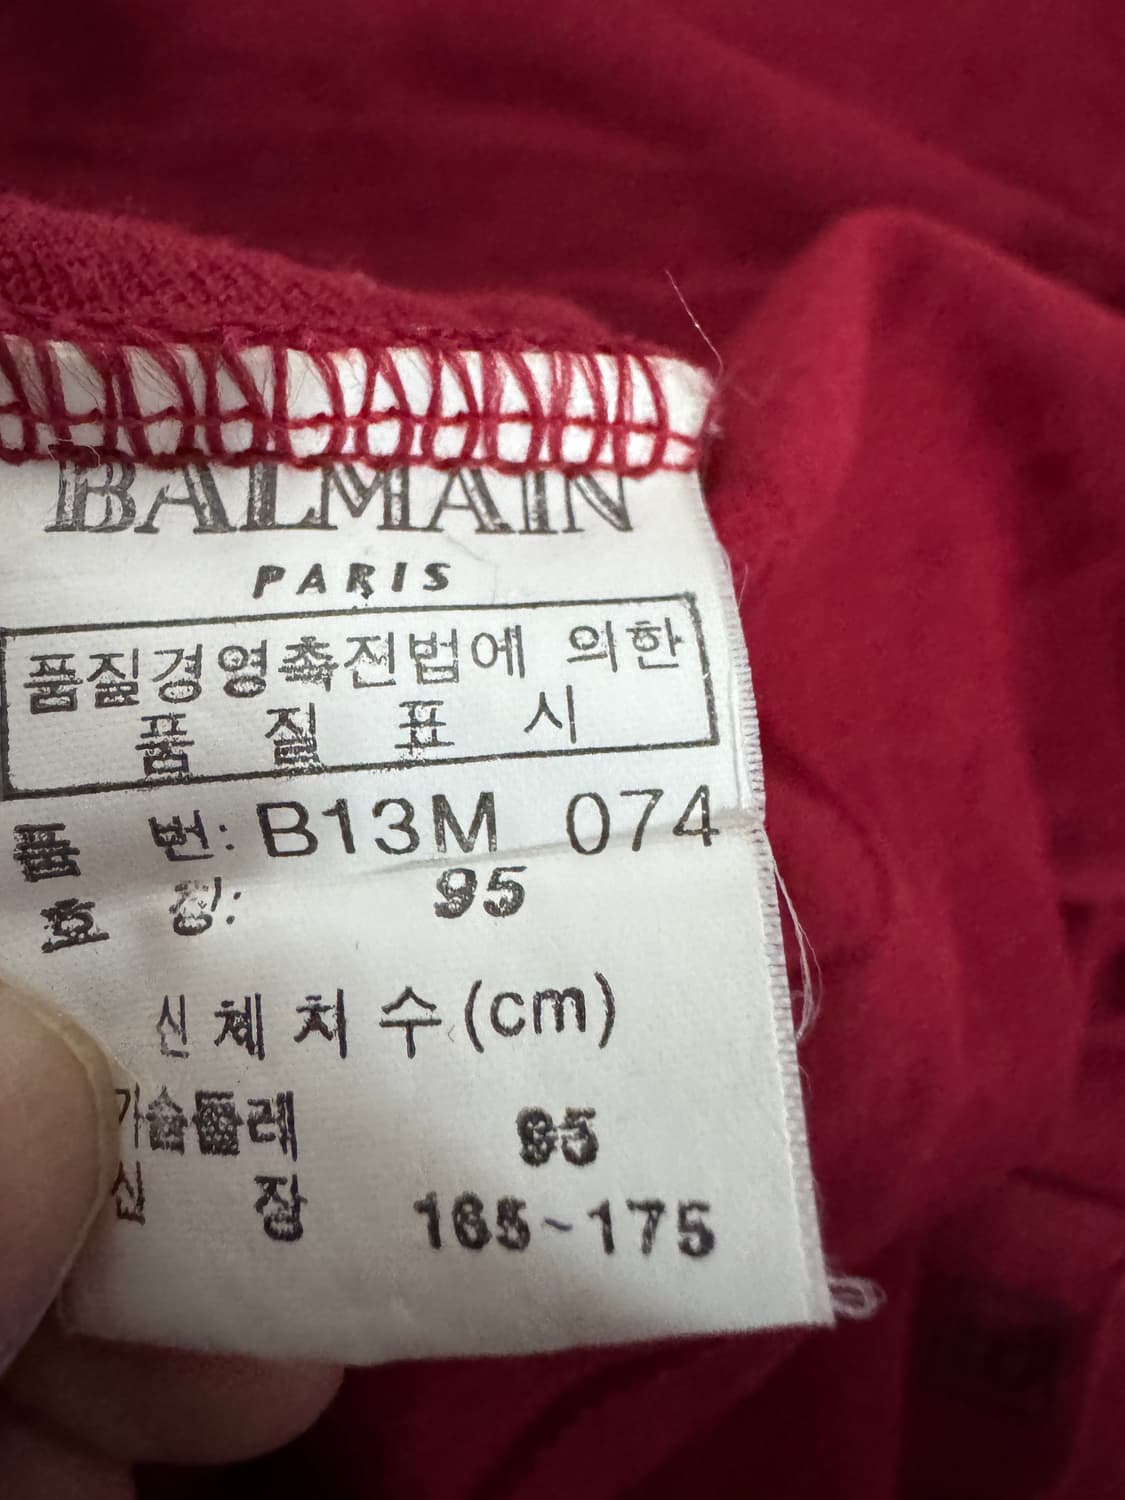 BALMAIN
PARIS
품질경영촉진법에 의한
품 질 표 시
품 번: B13M 074
호 칭: 95
신체치수(cm)
가슴둘레 95
신 장 165~175